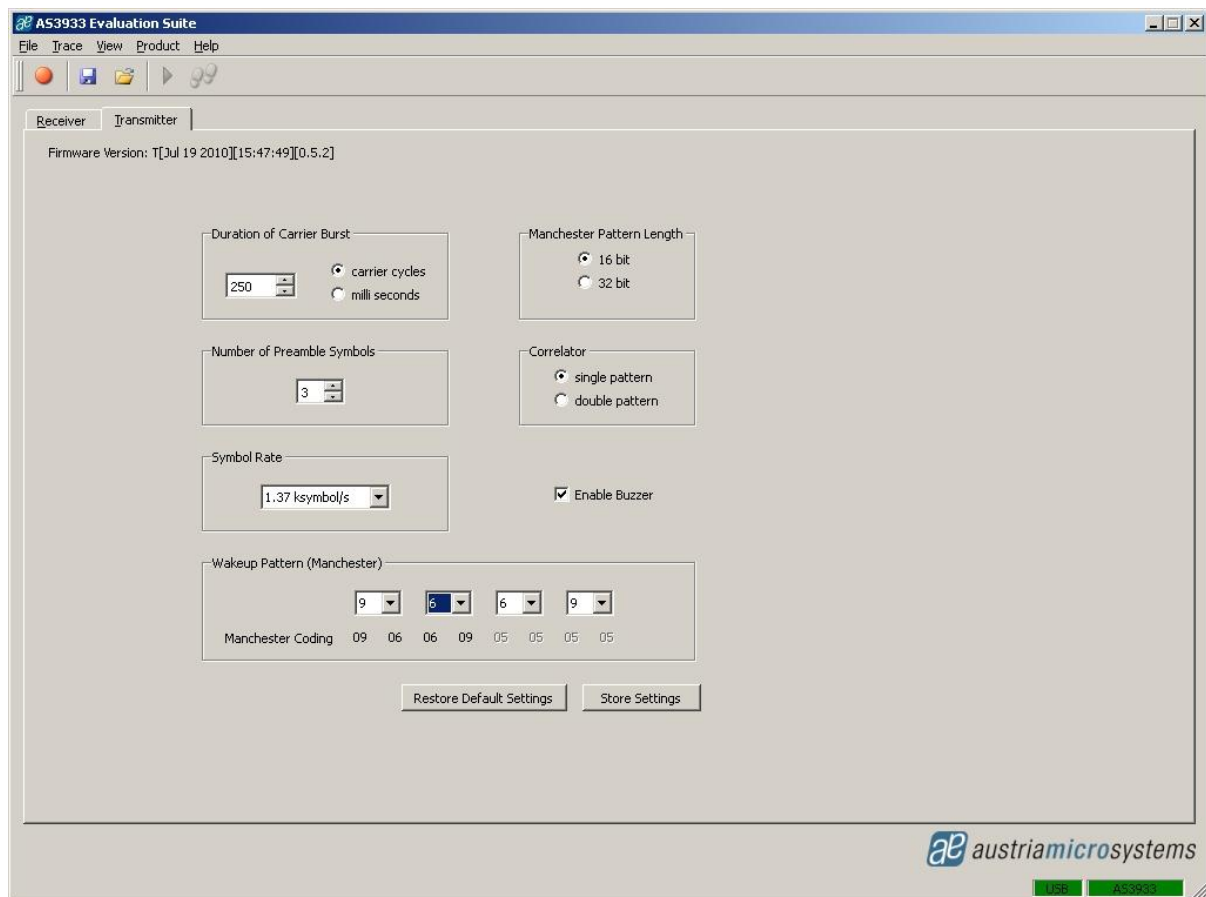 AS3933 Evaluation Suite
File Trace View Product Help
Receiver Transmitter
Firmware Version: T[Jul 19 2010][15:47:49][0.5.2]
Duration of Carrier Burst
250
carrier cycles
milli seconds
Manchester Pattern Length
16 bit
32 bit
Number of Preamble Symbols
3
Correlator
single pattern
double pattern
Symbol Rate
1.37 ksymbol/s
Enable Buzzer
Wakeup Pattern (Manchester)
9 6 6 9
Manchester Coding 09 06 06 09 05 05 05 05
Restore Default Settings Store Settings
ae austriamicrosystems
USB AS3933